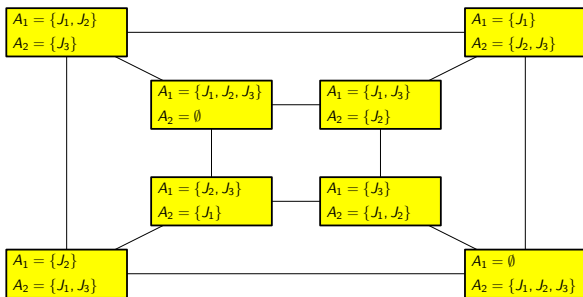 A₁ = {J₁, J₂}
A₂ = {J₃}
A₁ = {J₁}
A₂ = {J₂, J₃}
A₁ = {J₁, J₂, J₃}
A₂ = ∅
A₁ = {J₁, J₃}
A₂ = {J₂}
A₁ = {J₂, J₃}
A₂ = {J₁}
A₁ = {J₃}
A₂ = {J₁, J₂}
A₁ = {J₂}
A₂ = {J₁, J₃}
A₁ = ∅
A₂ = {J₁, J₂, J₃}